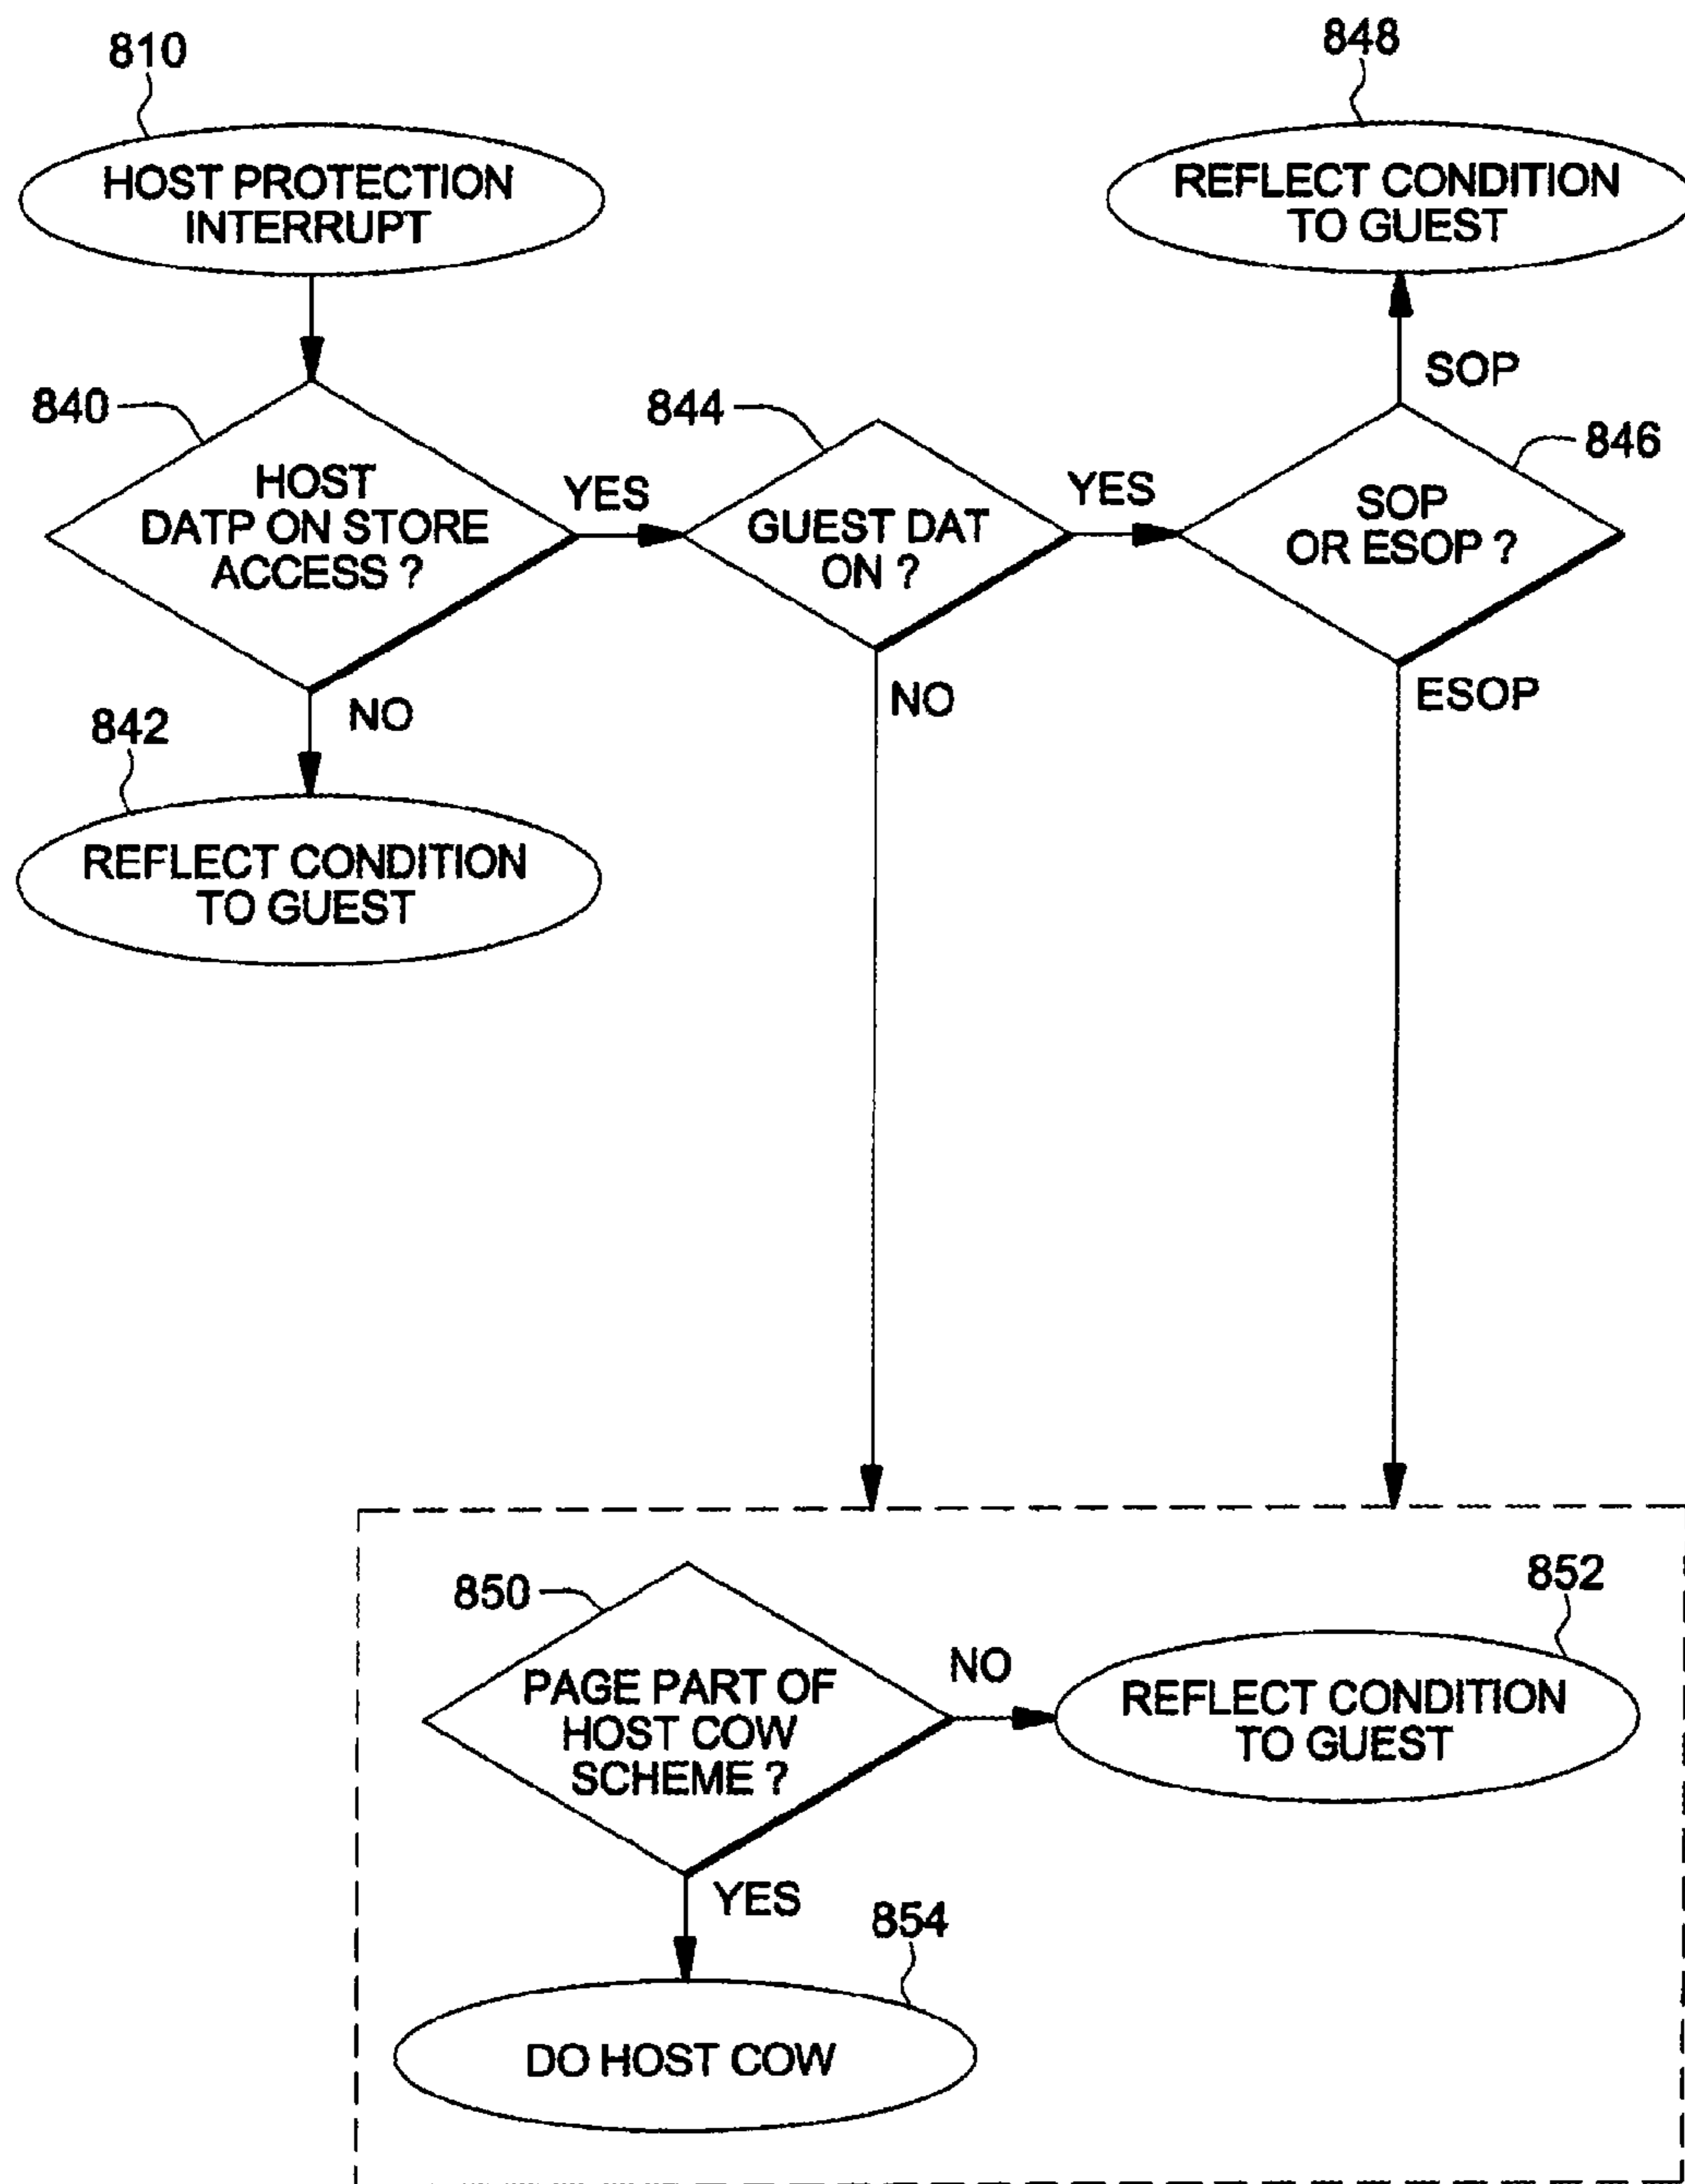 810
HOST PROTECTION
INTERRUPT
848
REFLECT CONDITION
TO GUEST
SOP
840
HOST
DATP ON STORE
ACCESS ?
YES
844
GUEST DAT
ON ?
YES
846
SOP
OR ESOP ?
NO
842
REFLECT CONDITION
TO GUEST
NO
ESOP
850
PAGE PART OF
HOST COW
SCHEME ?
NO
852
REFLECT CONDITION
TO GUEST
YES
854
DO HOST COW